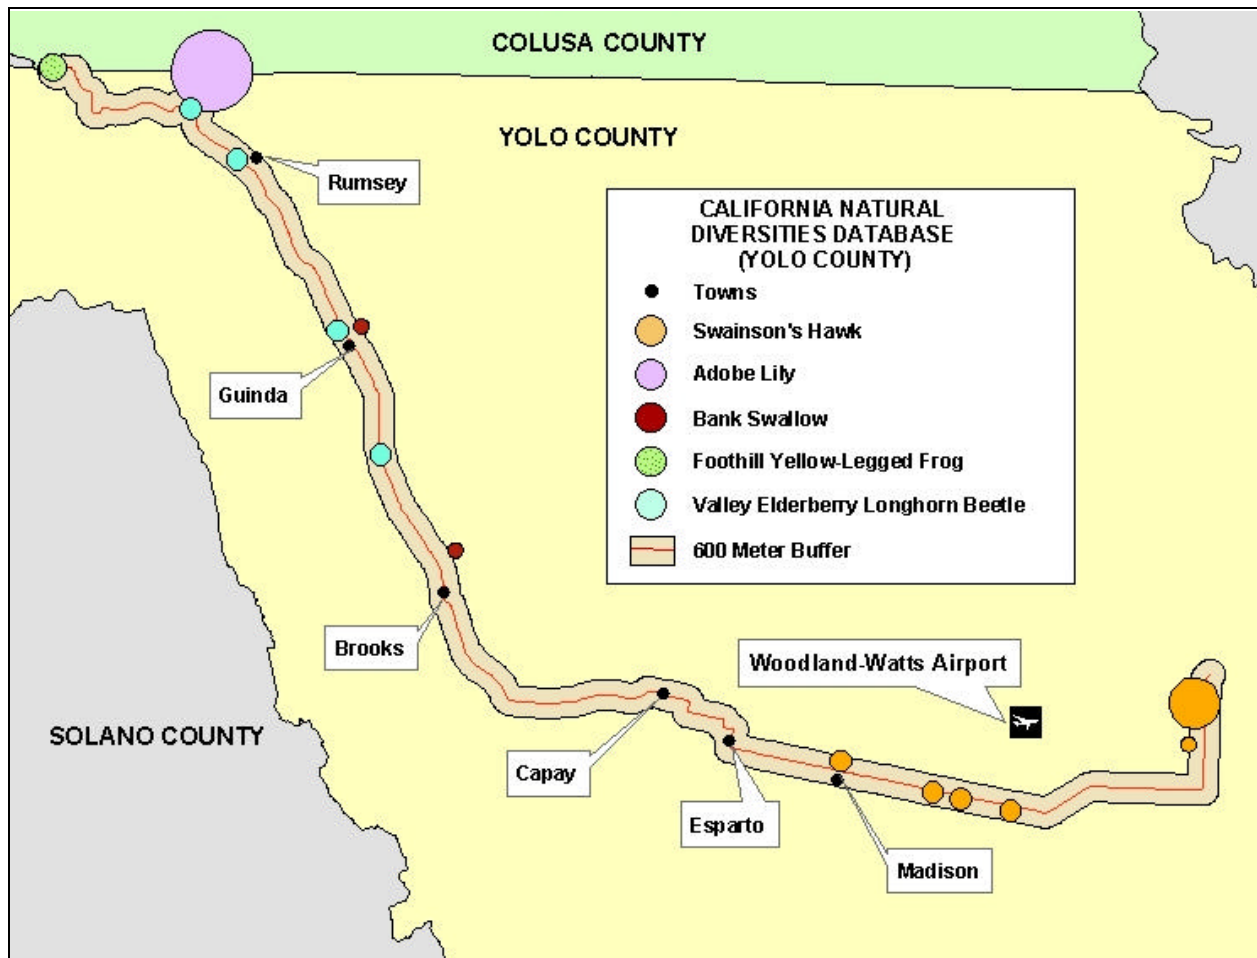 COLUSA COUNTY
YOLO COUNTY
Rumsey
CALIFORNIA NATURAL
DIVERSITIES DATABASE
(YOLO COUNTY)
Towns
Swainson's Hawk
Adobe Lily
Bank Swallow
Foothill Yellow-Legged Frog
Valley Elderberry Longhorn Beetle
600 Meter Buffer
Guinda
Brooks
Woodland-Watts Airport
SOLANO COUNTY
Capay
Esparto
Madison